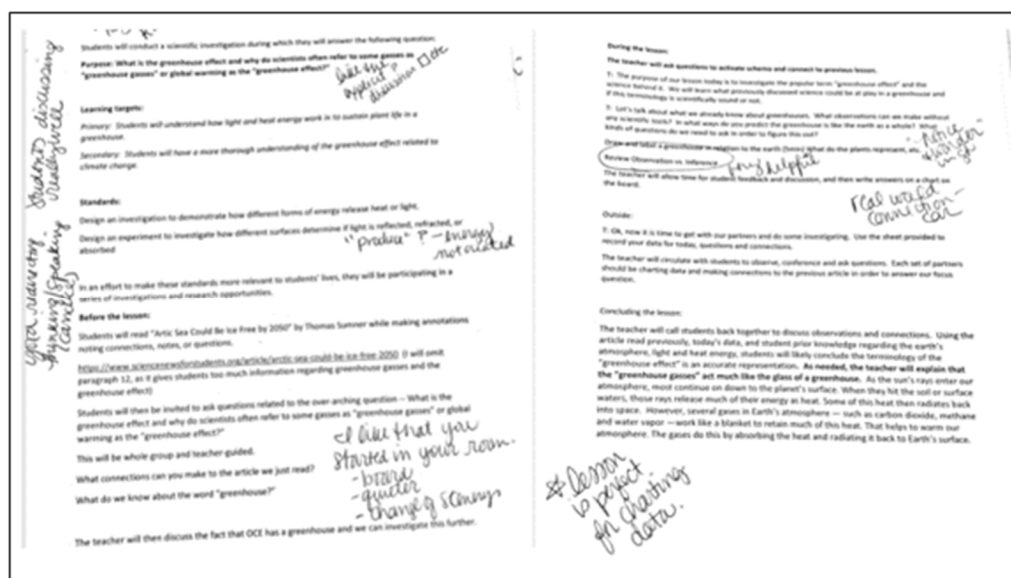 Students will conduct a scientific investigation during which they will answer the following question:
Purpose: What is the greenhouse effect and why do scientists often refer to some gasses as
"greenhouse gasses" or global warming as the "greenhouse effect?"
Learning targets:
Primary: Students will understand how light and heat energy work in to sustain plant life in a
greenhouse.
Secondary: Students will have a more thorough understanding of the greenhouse effect related to
climate change.
Standards:
Design an investigation to demonstrate how different forms of energy release heat or light.
Design an experiment to investigate how different surfaces determine if light is reflected, refracted, or
absorbed
"produce" ? - energy
not created
In an effort to make these standards more relevant to students' lives, they will be participating in a
series of investigations and research opportunities.
Before the lesson:
Students will read "Artic Sea Could Be Ice Free by 2050" by Thomas Sumner while making annotations
noting connections, notes, or questions.
https://www.sciencenewsforstudents.org/article/arctic-sea-could-be-ice-free-2050 (I will omit
paragraph 12, as it gives students too much information regarding greenhouse gasses and the
greenhouse effect)
Students will then be invited to ask questions related to the over-arching question -- What is the
greenhouse effect and why do scientists often refer to some gasses as "greenhouse gasses" or global
warming as the "greenhouse effect?"
This will be whole group and teacher-guided.
What connections can you make to the article we just read?
What do we know about the word "greenhouse?"
I like that you
started in your room.
- board
- quieter
- change of scenery
The teacher will then discuss the fact that OCE has a greenhouse and we can investigate this further.
students discussing
really well
thinking/speaking
During the lesson:
The teacher will ask questions to activate schema and connect to previous lesson.
T: The purpose of our lesson today is to investigate the popular term "greenhouse effect" and the
science behind it. We will learn what previously discussed science could be at play in a greenhouse and
if this terminology is scientifically sound or not.
T: Let's talk about what we already know about greenhouses. What observations can we make without
any scientific tools? In what ways do you predict the greenhouse is like the earth as a whole? What
kinds of questions do we need to ask in order to figure this out?
Draw and label a greenhouse in relation to the earth What do the plants represent, etc.
notice
wonder
Review Observation vs. Inference
helpful
The teacher will allow time for student feedback and discussion, and then write answers on a chart on
the board.
real world
connection -
car
Outside:
T: Ok, now it is time to get with our partners and do some investigating. Use the sheet provided to
record your data for today, questions and connections.
The teacher will circulate with students to observe, conference and ask questions. Each set of partners
should be charting data and making connections to the previous article in order to answer our focus
question.
Concluding the lesson:
The teacher will call students back together to discuss observations and connections. Using the
article read previously, today's data, and student prior knowledge regarding the earth's
atmosphere, light and heat energy, students will likely conclude the terminology of the
"greenhouse effect" is an accurate representation. As needed, the teacher will explain that
the "greenhouse gasses" act much like the glass of a greenhouse. As the sun's rays enter our
atmosphere, most continue on down to the planet's surface. When they hit the soil or surface
waters, those rays release much of their energy as heat. Some of this heat then radiates back
into space. However, several gases in Earth's atmosphere — such as carbon dioxide, methane
and water vapor —work like a blanket to retain much of this heat. That helps to warm our
atmosphere. The gases do this by absorbing the heat and radiating it back to Earth's surface.
* lesson
is perfect
for charting
data.